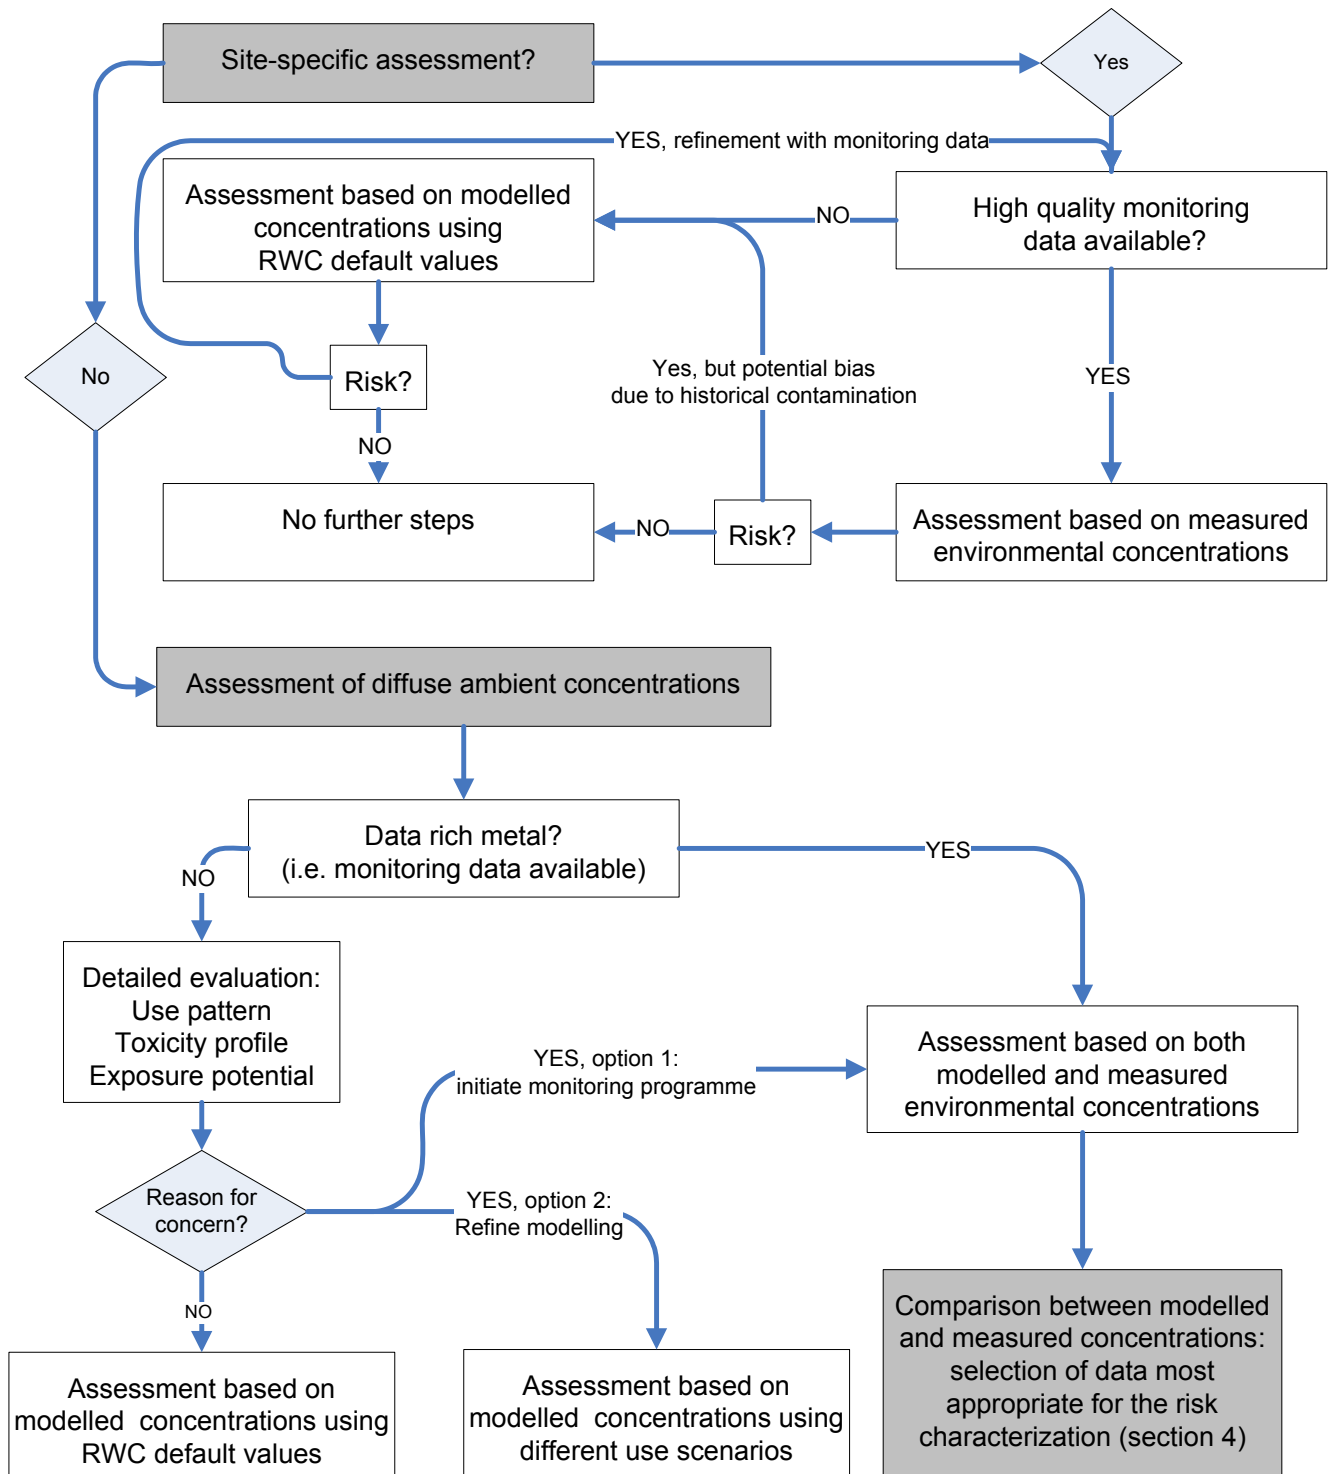 Site-specific assessment?
Yes
YES, refinement with monitoring data
Assessment based on modelled
concentrations using
RWC default values
NO
High quality monitoring
data available?
No
Risk?
Yes, but potential bias
due to historical contamination
YES
NO
No further steps
NO
Risk?
Assessment based on measured
environmental concentrations
Assessment of diffuse ambient concentrations
Data rich metal?
(i.e. monitoring data available)
YES
NO
Detailed evaluation:
Use pattern
Toxicity profile
Exposure potential
YES, option 1:
initiate monitoring programme
Assessment based on both
modelled and measured
environmental concentrations
Reason for
concern?
YES, option 2:
Refine modelling
NO
Assessment based on
modelled concentrations using
RWC default values
Assessment based on
modelled concentrations using
different use scenarios
Comparison between modelled
and measured concentrations:
selection of data most
appropriate for the risk
characterization (section 4)